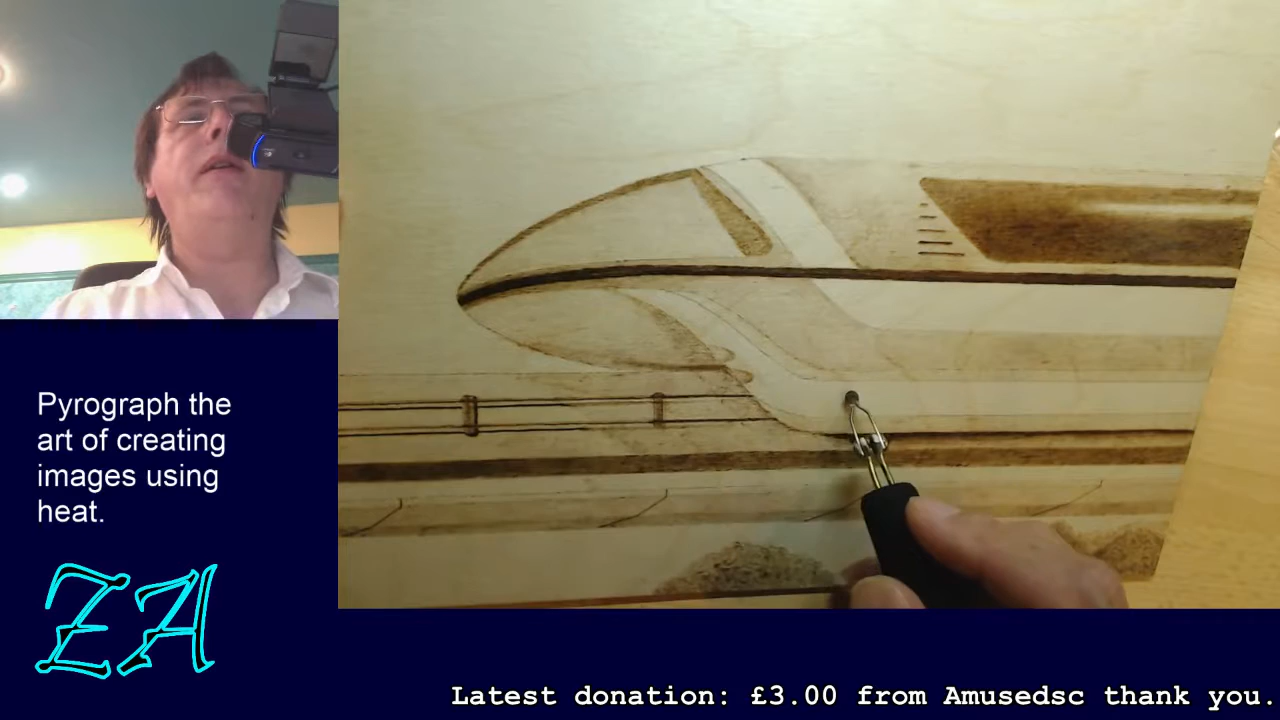 Pyrograph the
art of creating
images using
heat.
ZA
Latest donation: £3.00 from Amusedsc thank you.